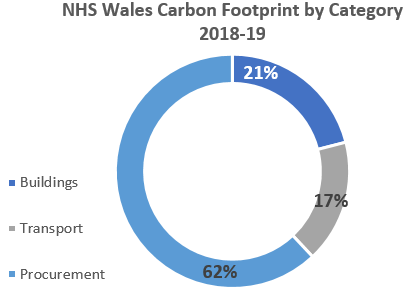 NHS Wales Carbon Footprint by Category
2018-19
21%
17%
62%
Buildings
Transport
Procurement